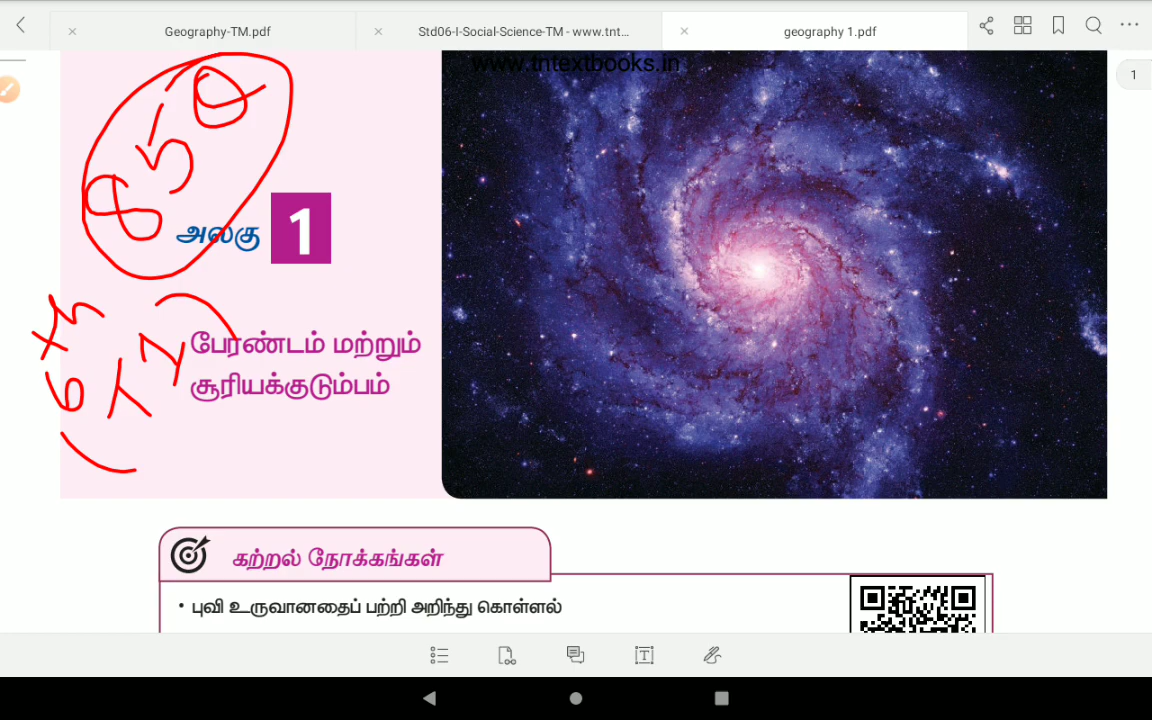 Geography-TM.pdf
Std06-I-Social-Science-TM - www.tnt...
geography 1.pdf
1
www.tntextbooks.in
அலகு 1
பேரண்டம் மற்றும்
சூரியக்குடும்பம்
6th
கற்றல் நோக்கங்கள்
• புவி உருவானதைப் பற்றி அறிந்து கொள்ளல்